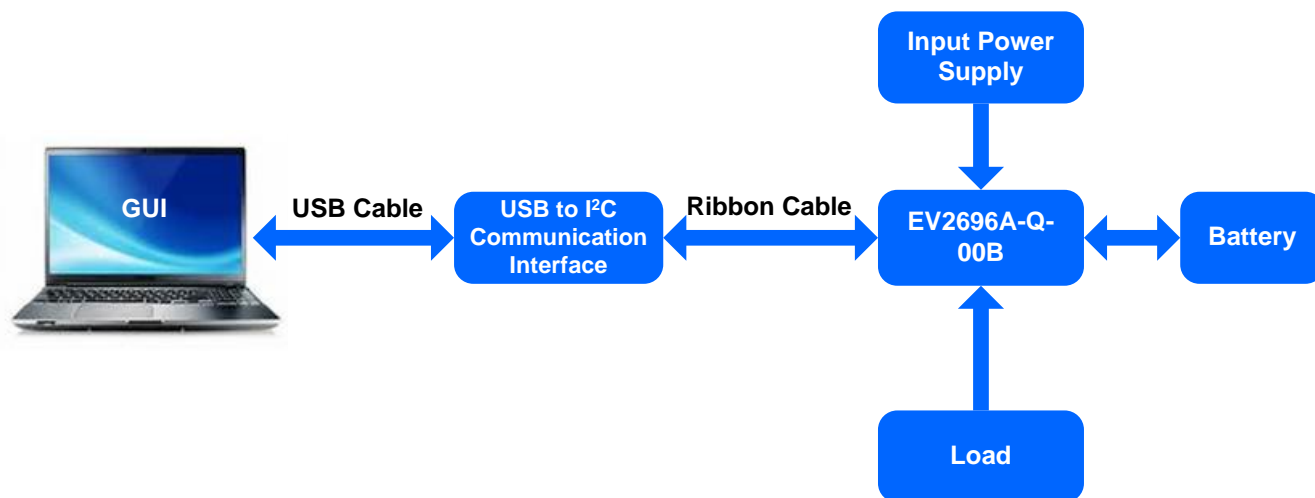 Input Power
Supply
GUI
USB Cable
USB to I²C
Communication
Interface
Ribbon Cable
EV2696A-Q-
00B
Battery
Load